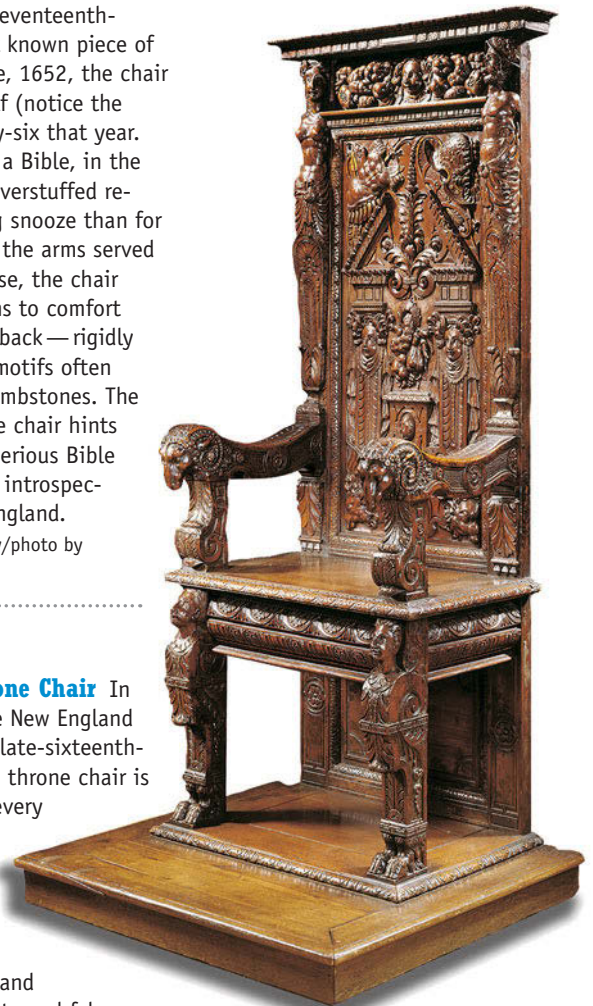 eventeenth-
known piece of
e, 1652, the chair
f (notice the
y-six that year.
a Bible, in the
verstuffed re-
g snooze than for
the arms served
se, the chair
s to comfort
back — rigidly
motifs often
mbstones. The
e chair hints
erious Bible
introspec-
ngland.
/photo by
one Chair In
e New England
late-sixteenth-
throne chair is
every
and